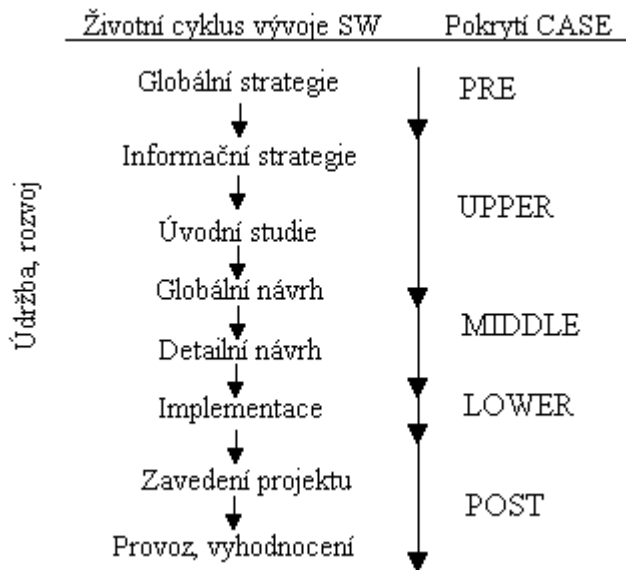 Životní cyklus vývoje SW
Pokrytí CASE
Globální strategie
PRE
Informační strategie
UPPER
Úvodní studie
Globální návrh
MIDDLE
Detailní návrh
Implementace
LOWER
Zavedení projektu
POST
Provoz, vyhodnocení
Údržba, rozvoj